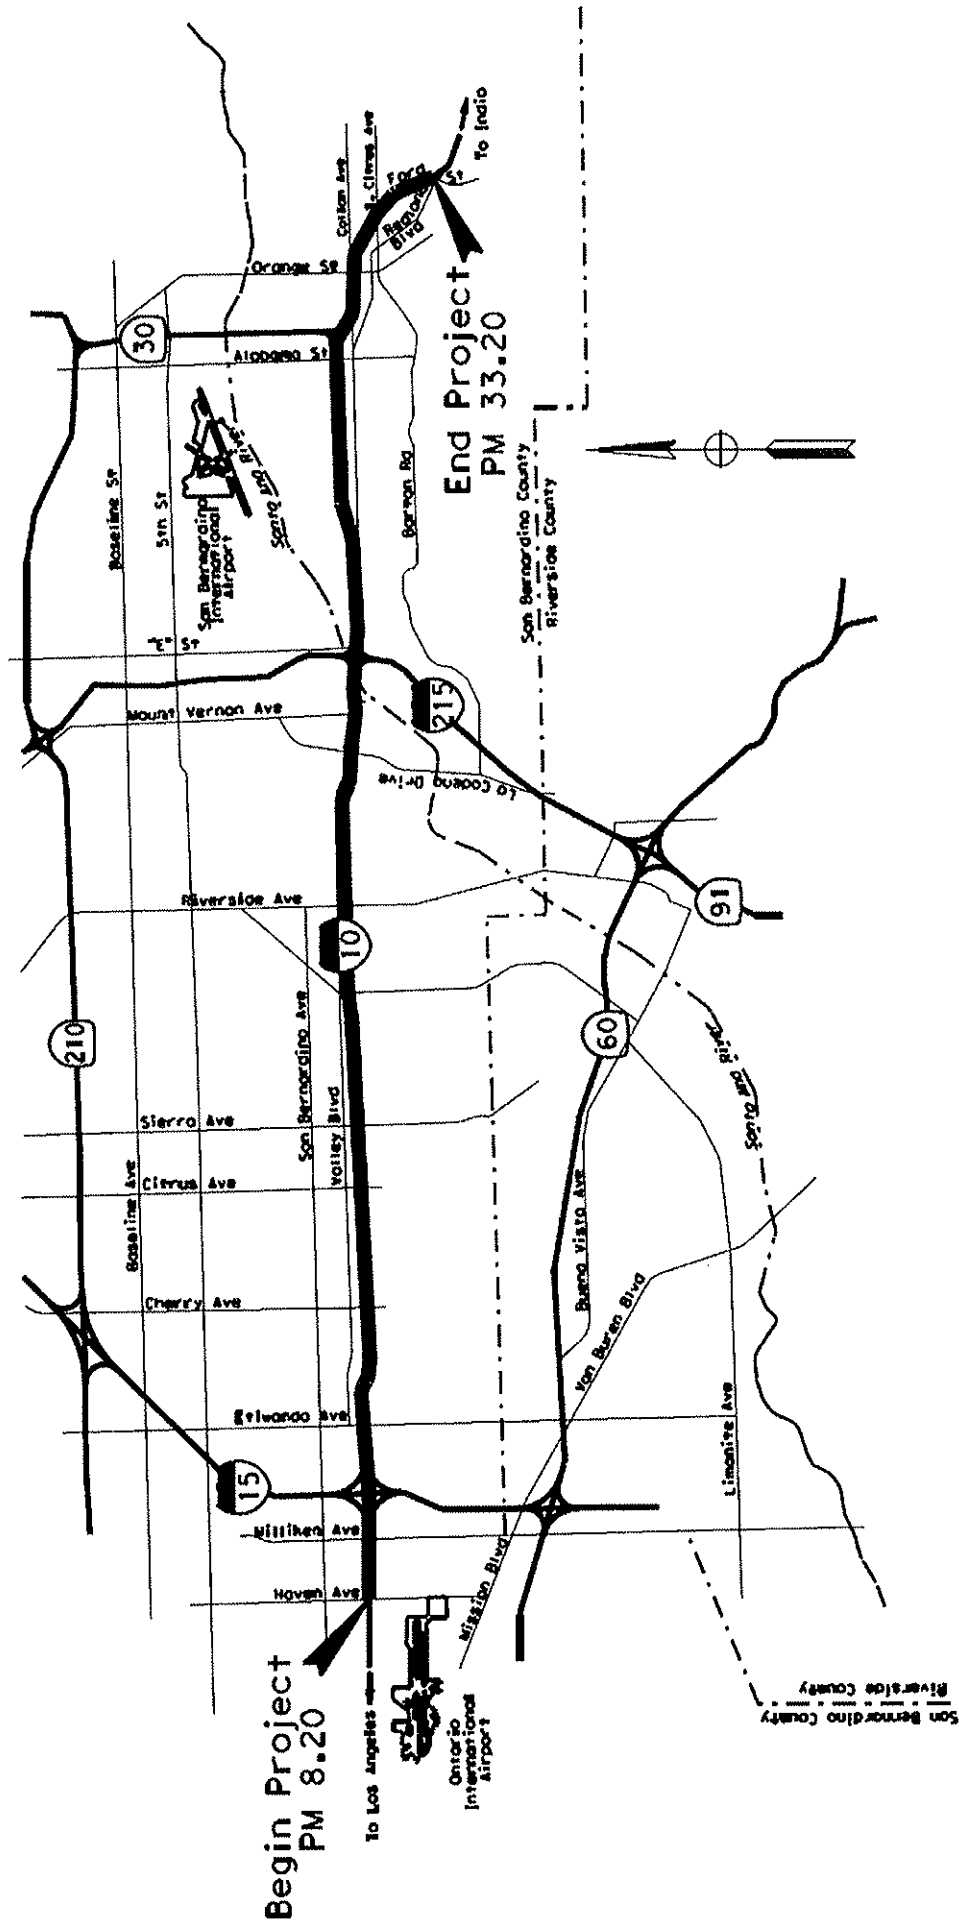 Begin Project
PM 8.20
To Los Angeles
Ontario
International
Airport
Haven Ave
Milliken Ave
Mission Blvd
15
Etiwanda Ave
Van Buren Blvd
Limonite Ave
Cherry Ave
Buena Vista Ave
Baseline Ave
Citrus Ave
Sierra Ave
San Bernardino Ave
Valley Blvd
210
60
Santa Ana River
10
Riverside Ave
91
La Cadena Drive
Mount Vernon Ave
215
"E" St
San Bernardino County
Riverside County
San Bernardino
International
Airport
Santa Ana River
Baseline St
5th St
Barton Rd
30
Alabama St
End Project
PM 33.20
Orange St
Redland
Blvd
Ford
St
Colton Ave
Citrus Ave
To Indio
San Bernardino County
Riverside County